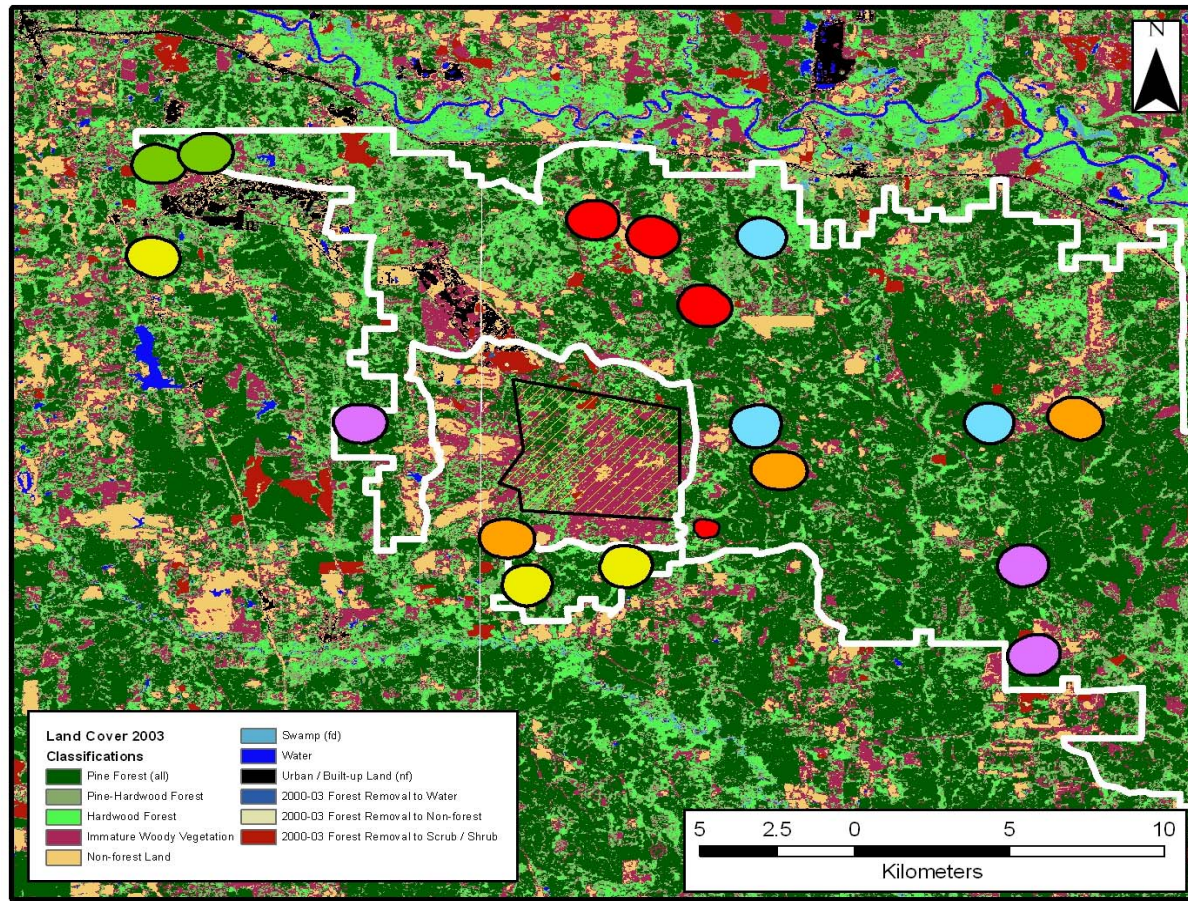 N
Land Cover 2003
Classifications
Pine Forest (all)
Pine-Hardwood Forest
Hardwood Forest
Immature Woody Vegetation
Non-forest Land
Swamp (fd)
Water
Urban / Built-up Land (nf)
2000-03 Forest Removal to Water
2000-03 Forest Removal to Non-forest
2000-03 Forest Removal to Scrub / Shrub
5 2.5 0 5 10
Kilometers